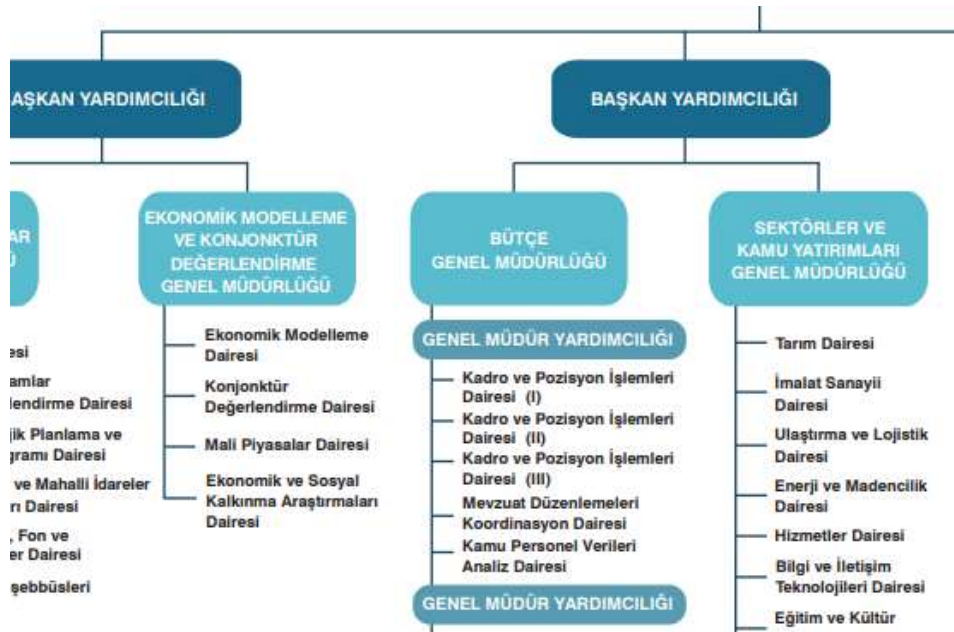 AŞKAN YARDIMCILIĞI
BAŞKAN YARDIMCILIĞI
AR
EKONOMİK MODELLEME
VE KONJONKTÜR
DEĞERLENDİRME
GENEL MÜDÜRLÜĞÜ
BÜTÇE
GENEL MÜDÜRLÜĞÜ
SEKTÖRLER VE
KAMU YATIRIMLARI
GENEL MÜDÜRLÜĞÜ
esi
amlar
lendirme Dairesi
jik Planlama ve
gramı Dairesi
ve Mahalli İdareler
rı Dairesi
, Fon ve
er Dairesi
şebbüsleri
Ekonomik Modelleme
Dairesi
Konjonktür
Değerlendirme Dairesi
Mali Piyasalar Dairesi
Ekonomik ve Sosyal
Kalkınma Araştırmaları
Dairesi
GENEL MÜDÜR YARDIMCILIĞI
Kadro ve Pozisyon İşlemleri
Dairesi (I)
Kadro ve Pozisyon İşlemleri
Dairesi (II)
Kadro ve Pozisyon İşlemleri
Dairesi (III)
Mevzuat Düzenlemeleri
Koordinasyon Dairesi
Kamu Personel Verileri
Analiz Dairesi
GENEL MÜDÜR YARDIMCILIĞI
Tarım Dairesi
İmalat Sanayii
Dairesi
Ulaştırma ve Lojistik
Dairesi
Enerji ve Madencilik
Dairesi
Hizmetler Dairesi
Bilgi ve İletişim
Teknolojileri Dairesi
Eğitim ve Kültür